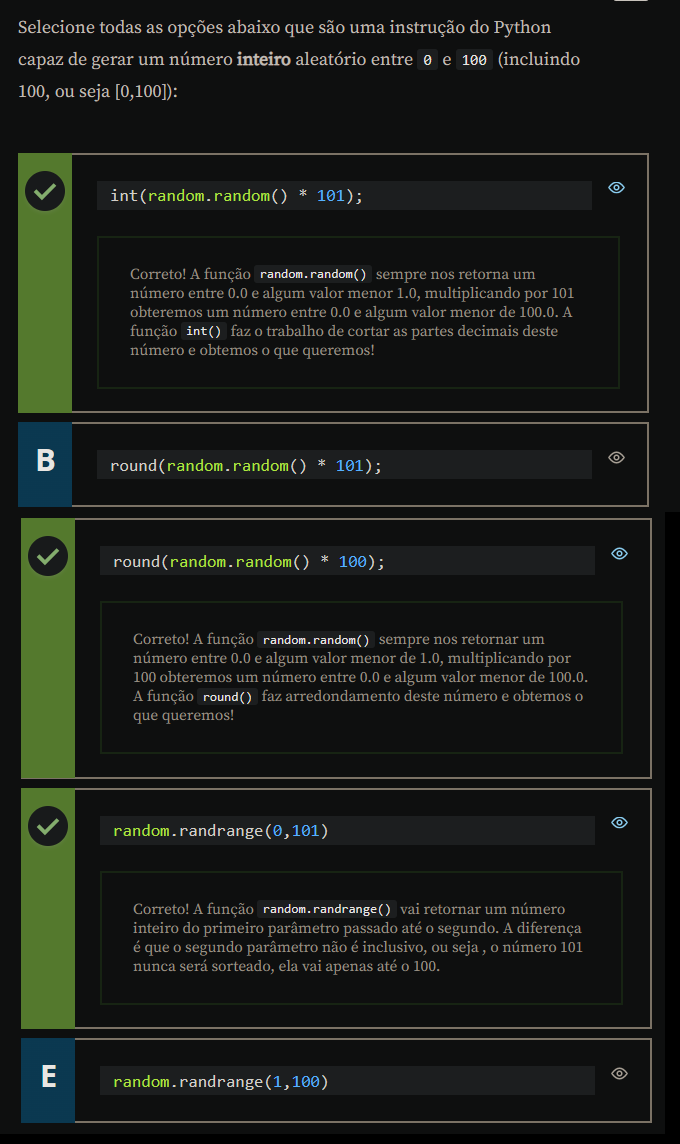 Selecione todas as opções abaixo que são uma instrução do Python
capaz de gerar um número inteiro aleatório entre 0 e 100 (incluindo
100, ou seja [0,100]):
int(random.random() * 101);
Correto! A função random.random() sempre nos retorna um
número entre 0.0 e algum valor menor 1.0, multiplicando por 101
obteremos um número entre 0.0 e algum valor menor de 100.0. A
função int() faz o trabalho de cortar as partes decimais deste
número e obtemos o que queremos!
B
round(random.random() * 101);
round(random.random() * 100);
Correto! A função random.random() sempre nos retornar um
número entre 0.0 e algum valor menor de 1.0, multiplicando por
100 obteremos um número entre 0.0 e algum valor menor de 100.0.
A função round() faz arredondamento deste número e obtemos o
que queremos!
random.randrange(0,101)
Correto! A função random.randrange() vai retornar um número
inteiro do primeiro parâmetro passado até o segundo. A diferença
é que o segundo parâmetro não é inclusivo, ou seja , o número 101
nunca será sorteado, ela vai apenas até o 100.
E
random.randrange(1,100)